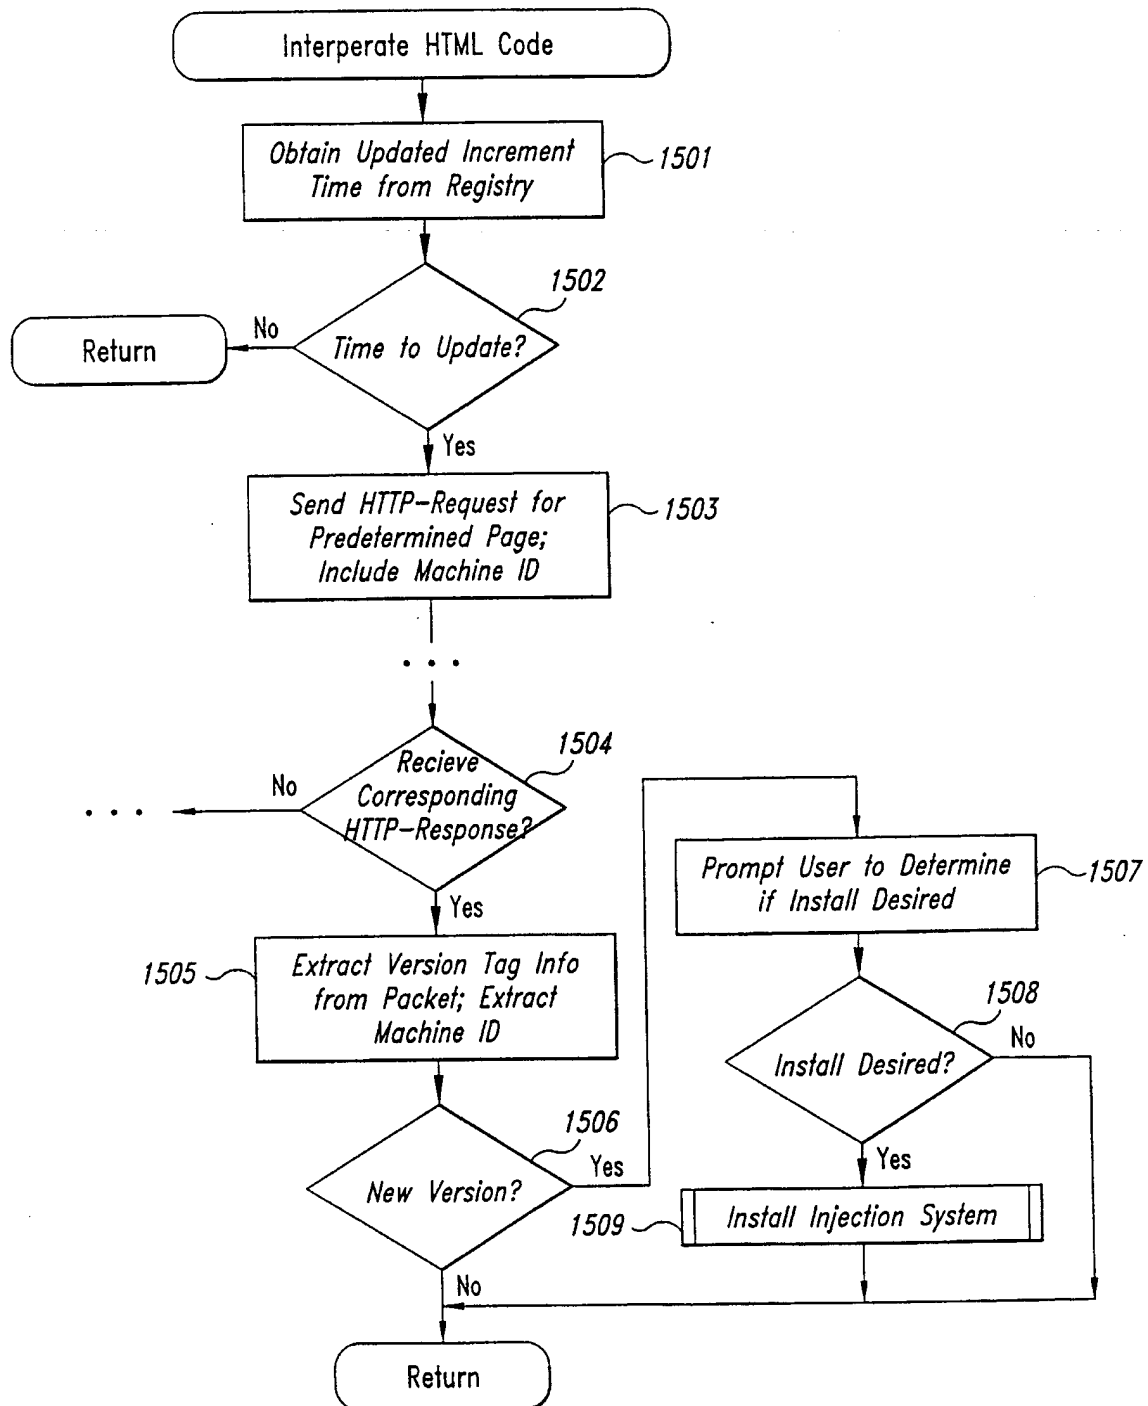 Interperate HTML Code
Obtain Updated Increment
Time from Registry
1501
1502
Time to Update?
No
Return
Yes
Send HTTP-Request for
Predetermined Page;
Include Machine ID
1503
. . .
1504
Recieve
Corresponding
HTTP-Response?
No
. . .
Yes
1505
Extract Version Tag Info
from Packet; Extract
Machine ID
1506
New Version?
Yes
No
Prompt User to Determine
if Install Desired
1507
1508
Install Desired?
No
Yes
1509
Install Injection System
Return